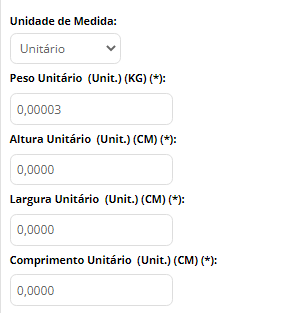 Unidade de Medida:
Unitário
Peso Unitário (Unit.) (KG) (*):
0,00003
Altura Unitário (Unit.) (CM) (*):
0,0000
Largura Unitário (Unit.) (CM) (*):
0,0000
Comprimento Unitário (Unit.) (CM) (*):
0,0000